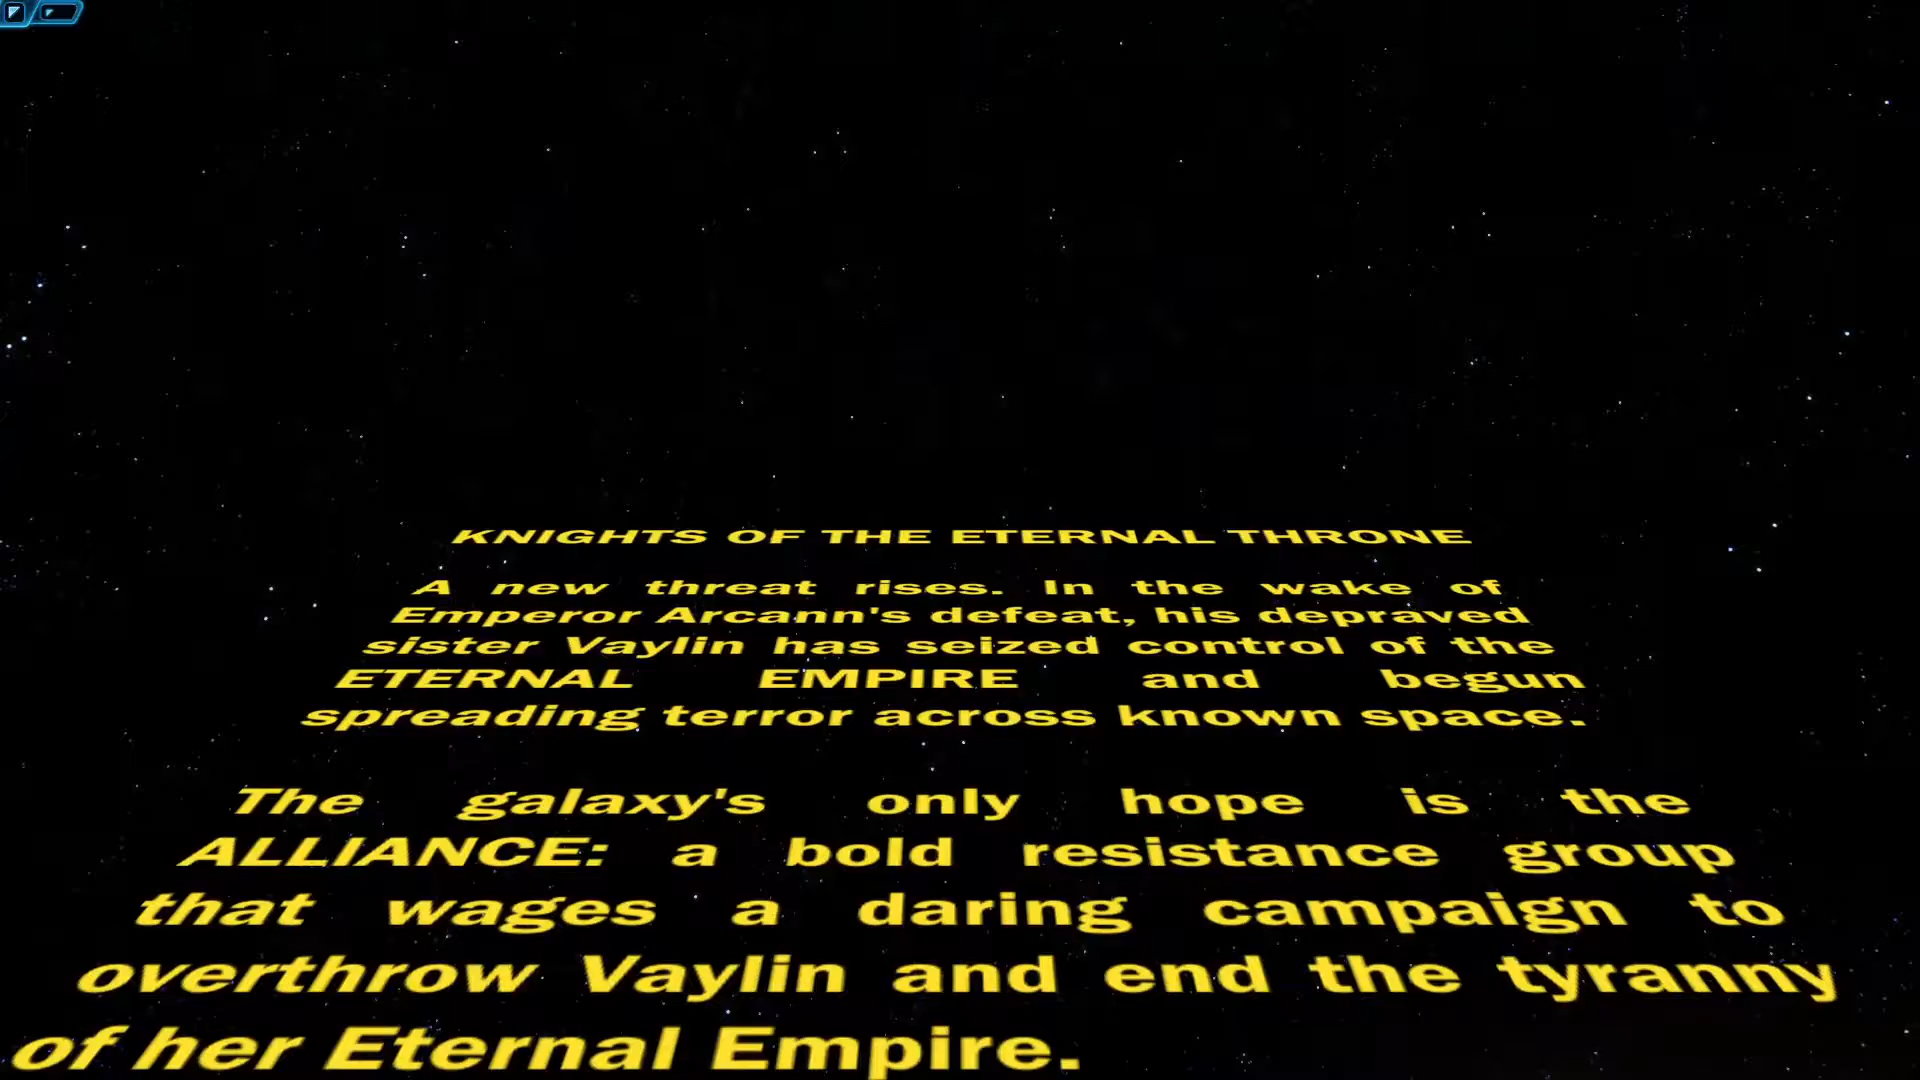 KNIGHTS OF THE ETERNAL THRONE
A new threat rises. In the wake of
Emperor Arcann's defeat, his depraved
sister Vaylin has seized control of the
ETERNAL EMPIRE and begun
spreading terror across known space.
The galaxy's only hope is the
ALLIANCE: a bold resistance group
that wages a daring campaign to
overthrow Vaylin and end the tyranny
of her Eternal Empire.